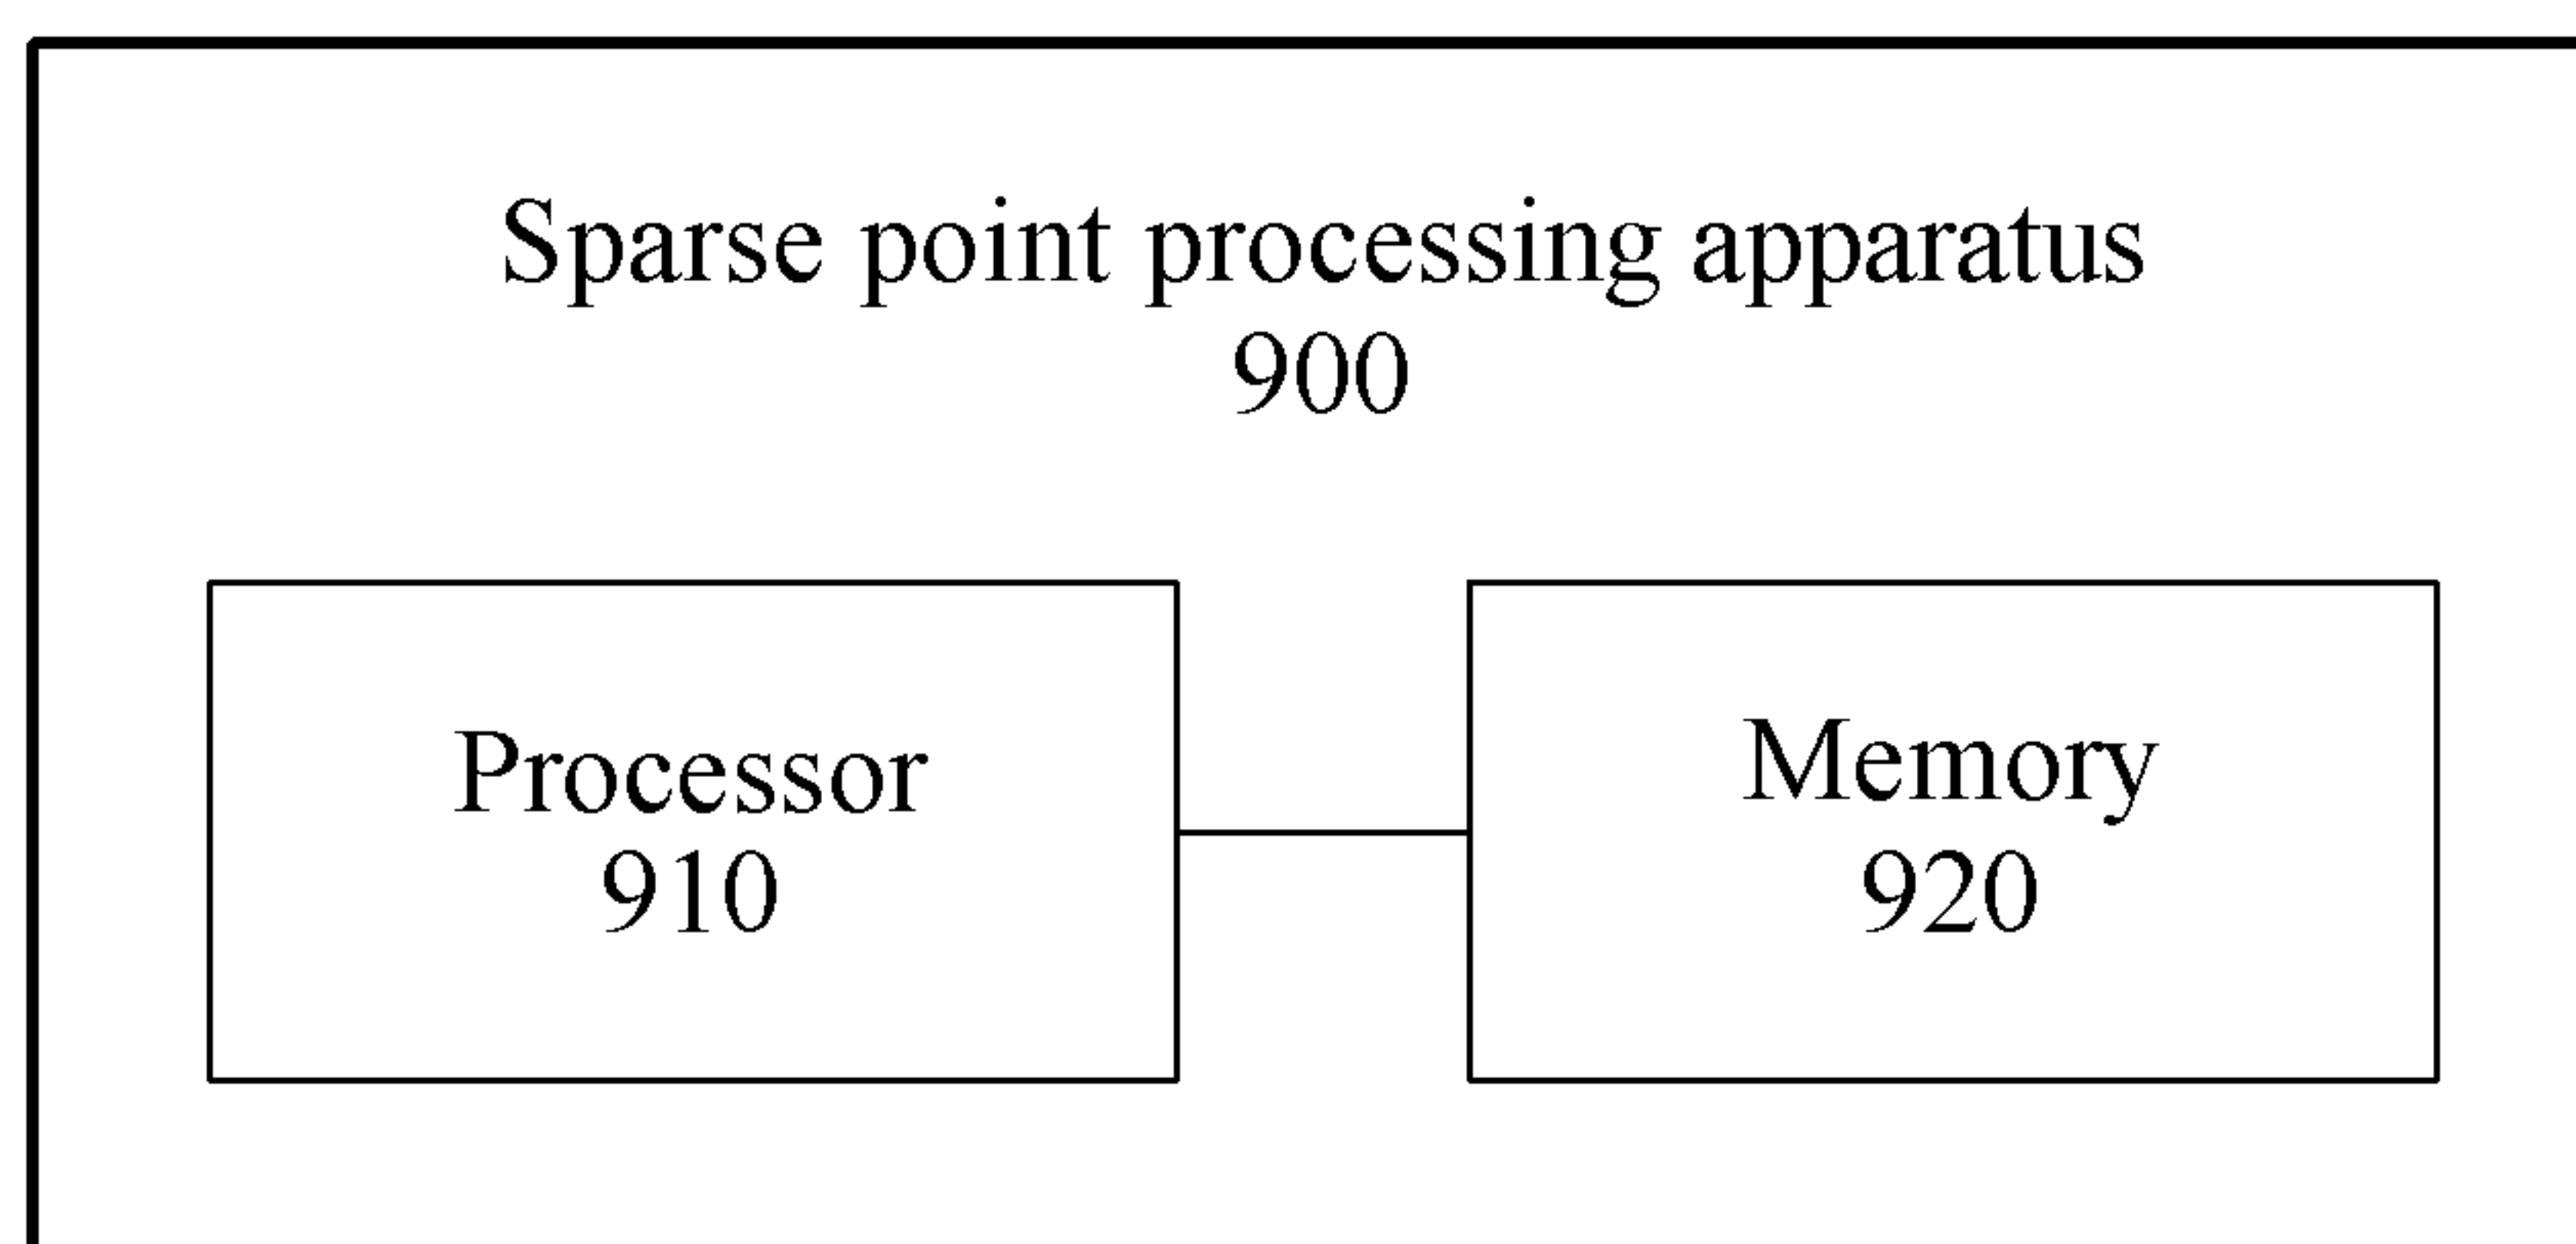 Sparse point processing apparatus
900
Processor
910
Memory
920